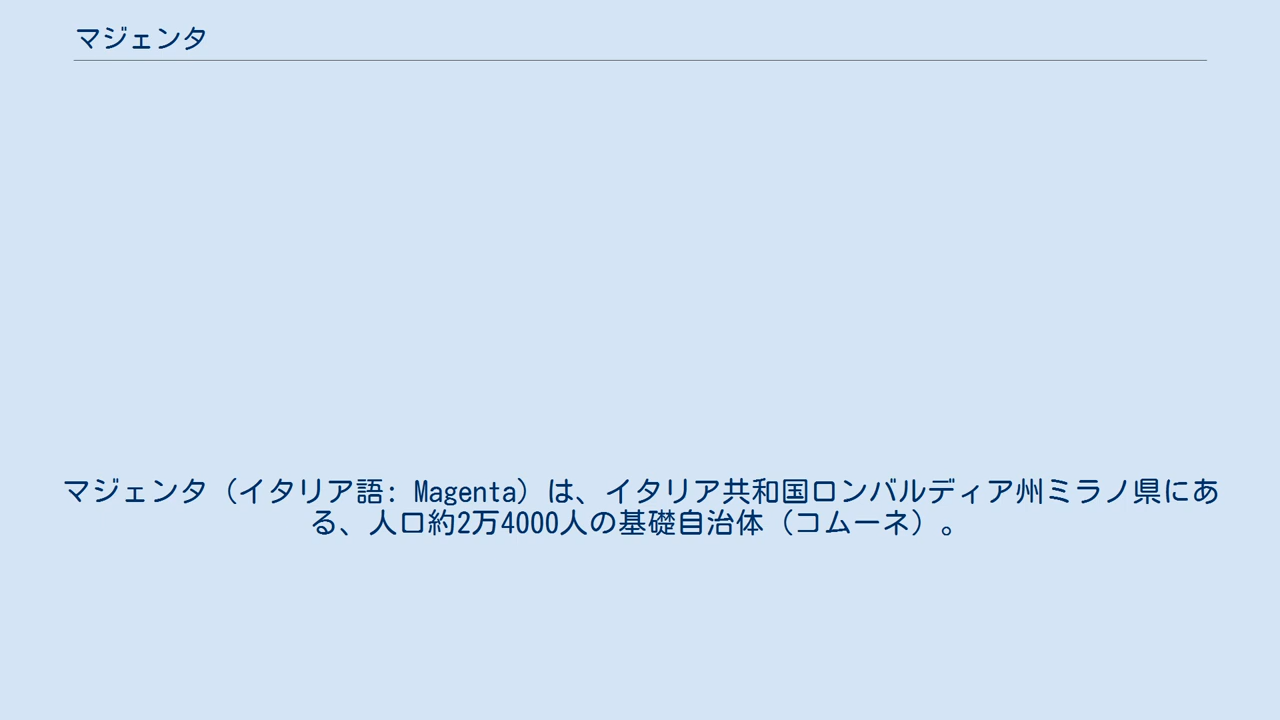 マジェンタ
マジェンタ（イタリア語: Magenta）は、イタリア共和国ロンバルディア州ミラノ県にあ
る、人口約2万4000人の基礎自治体（コムーネ）。